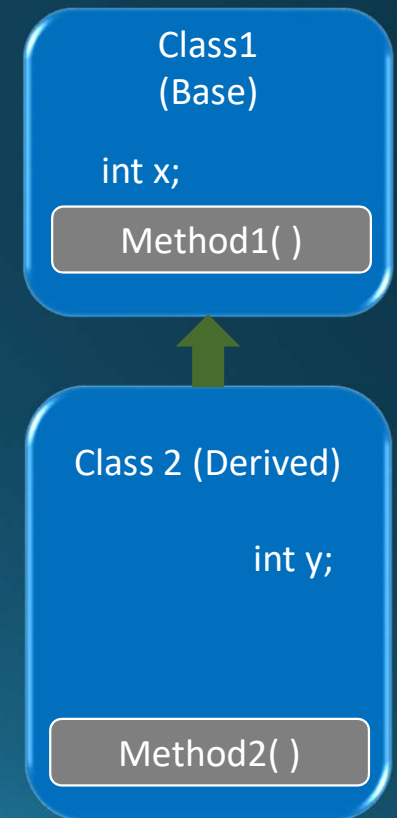 Class1
(Base)
int x;
Method1( )
Class 2 (Derived)
int y;
Method2( )